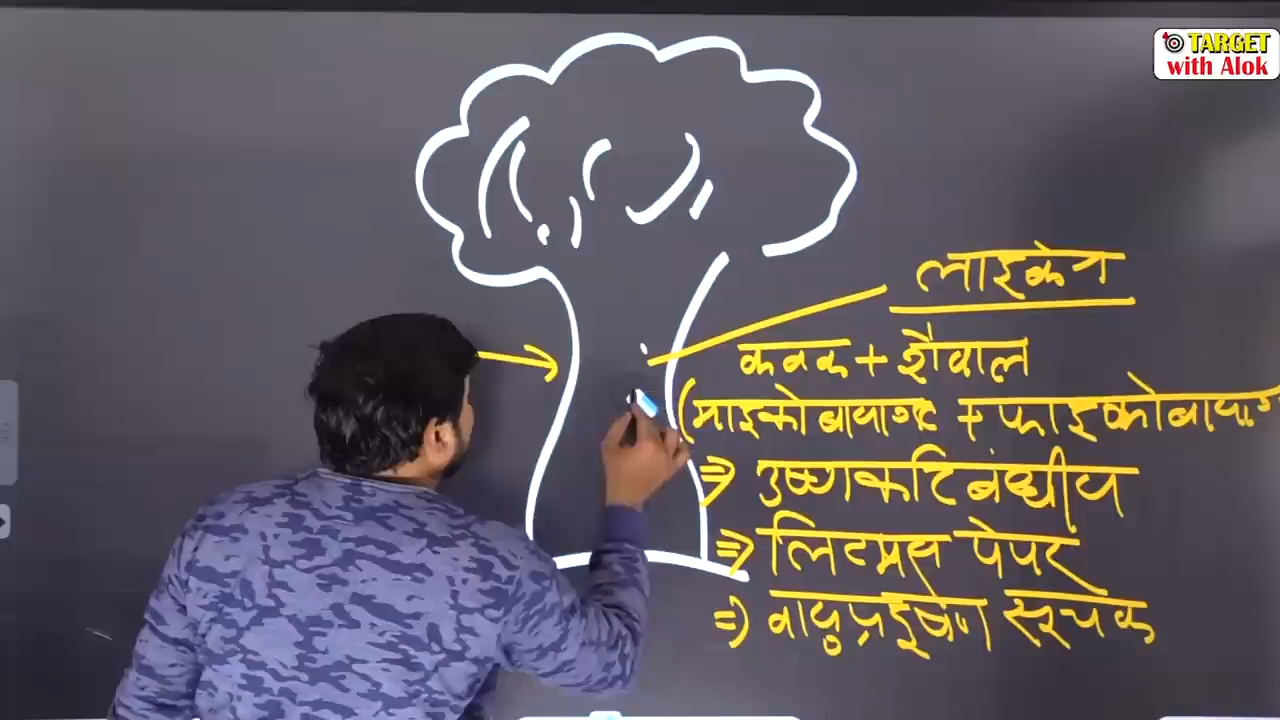 TARGET
with Alok
लाइकेन
कवक + शैवाल
(माइकोबायाण्ट + फाइकोबायाण
⇒ उष्णकटिबंधीय
⇒ लिटमस पेपर
⇒ वायुप्रदूषण सूचक